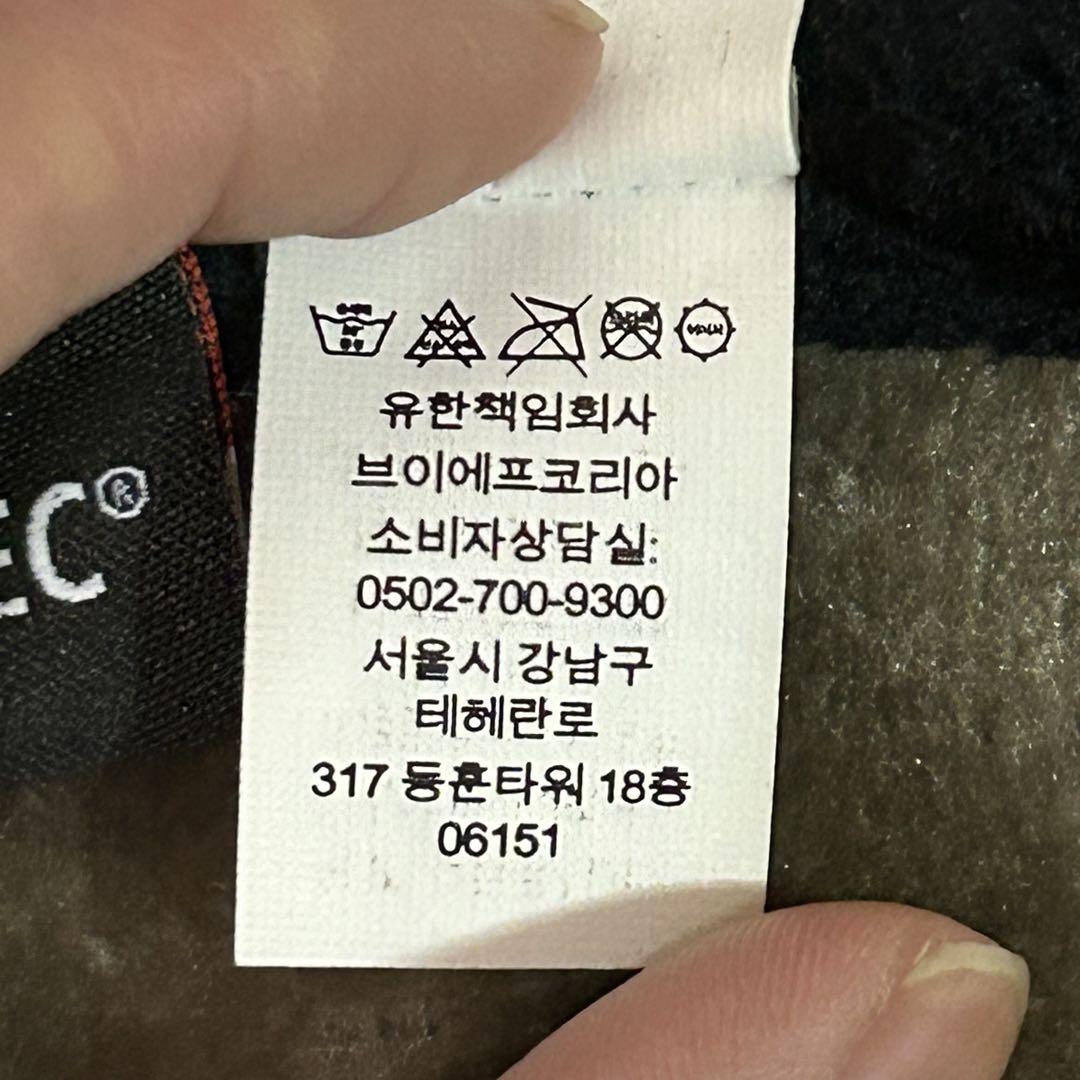 EC®
유한책임회사
브이에프코리아
소비자상담실:
0502-700-9300
서울시 강남구
테헤란로
317 동훈타워 18층
06151